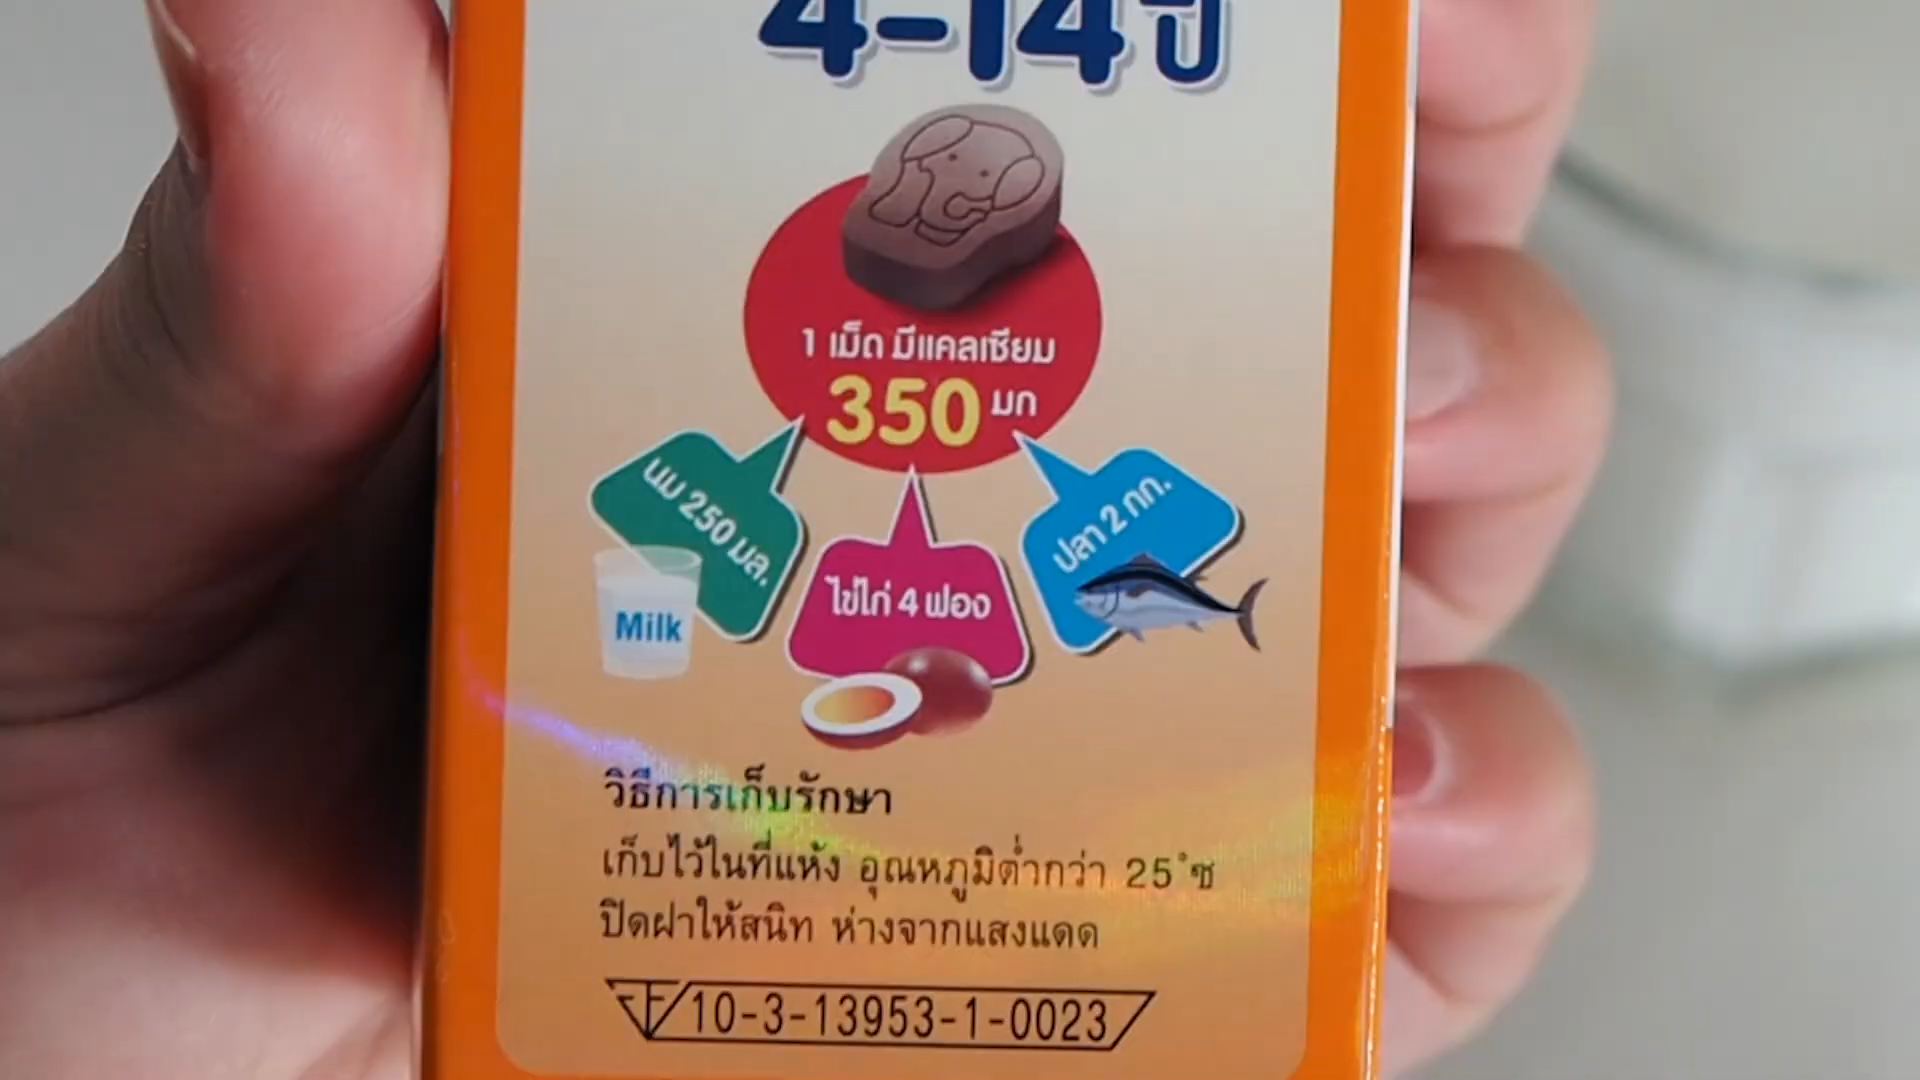 4-14 ปี
1 เม็ด มีแคลเซียม
350 มก
นม 250 มล.
ไข่ไก่ 4 ฟอง
ปลา 2 กก.
Milk
วิธีการเก็บรักษา
เก็บไว้ในที่แห้ง อุณหภูมิต่ำกว่า 25°ซ
ปิดฝาให้สนิท ห่างจากแสงแดด
10-3-13953-1-0023